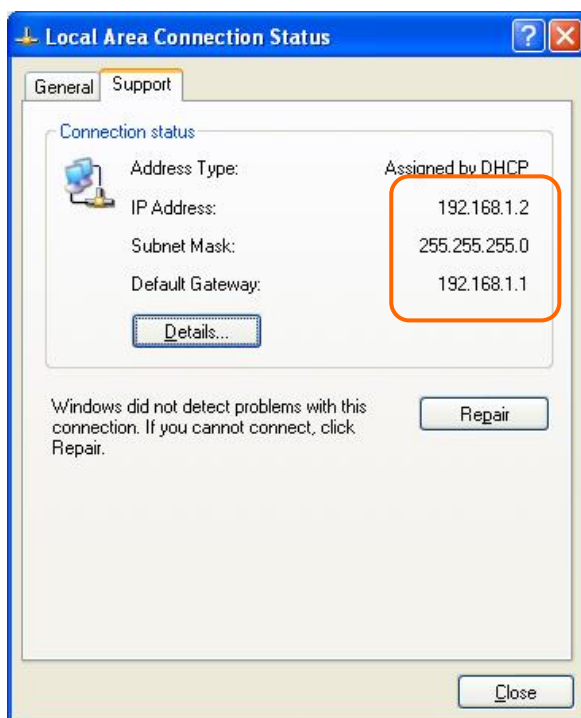 Local Area Connection Status
General Support
Connection status
Address Type: Assigned by DHCP
IP Address: 192.168.1.2
Subnet Mask: 255.255.255.0
Default Gateway: 192.168.1.1
Details...
Windows did not detect problems with this
connection. If you cannot connect, click
Repair.
Repair
Close